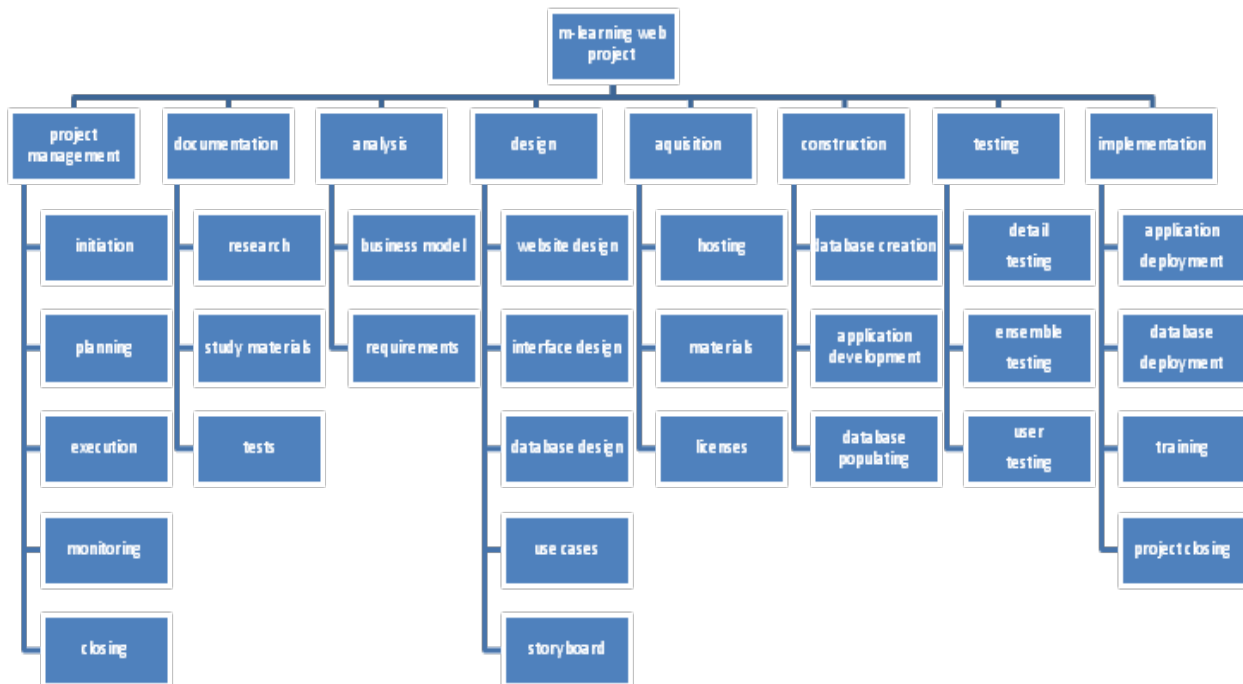 m-learning web
project
project
management
documentation
analysis
design
aquisition
construction
testing
implementation
initiation
planning
execution
monitoring
closing
research
study materials
tests
business model
requirements
website design
interface design
database design
use cases
storyboard
hosting
materials
licenses
database creation
application
development
database
populating
detail
testing
ensemble
testing
user
testing
application
deployment
database
deployment
training
project closing